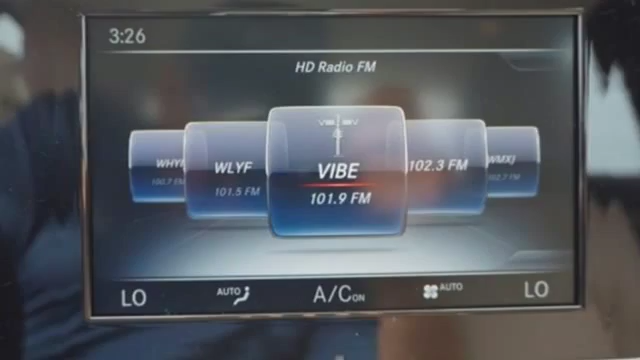 3:26
HD Radio FM
WHYI
100.7 FM
WLYF
101.5 FM
VIBE
101.9 FM
102.3 FM
WMXJ
102.7 FM
LO
AUTO
A/C ON
AUTO
LO